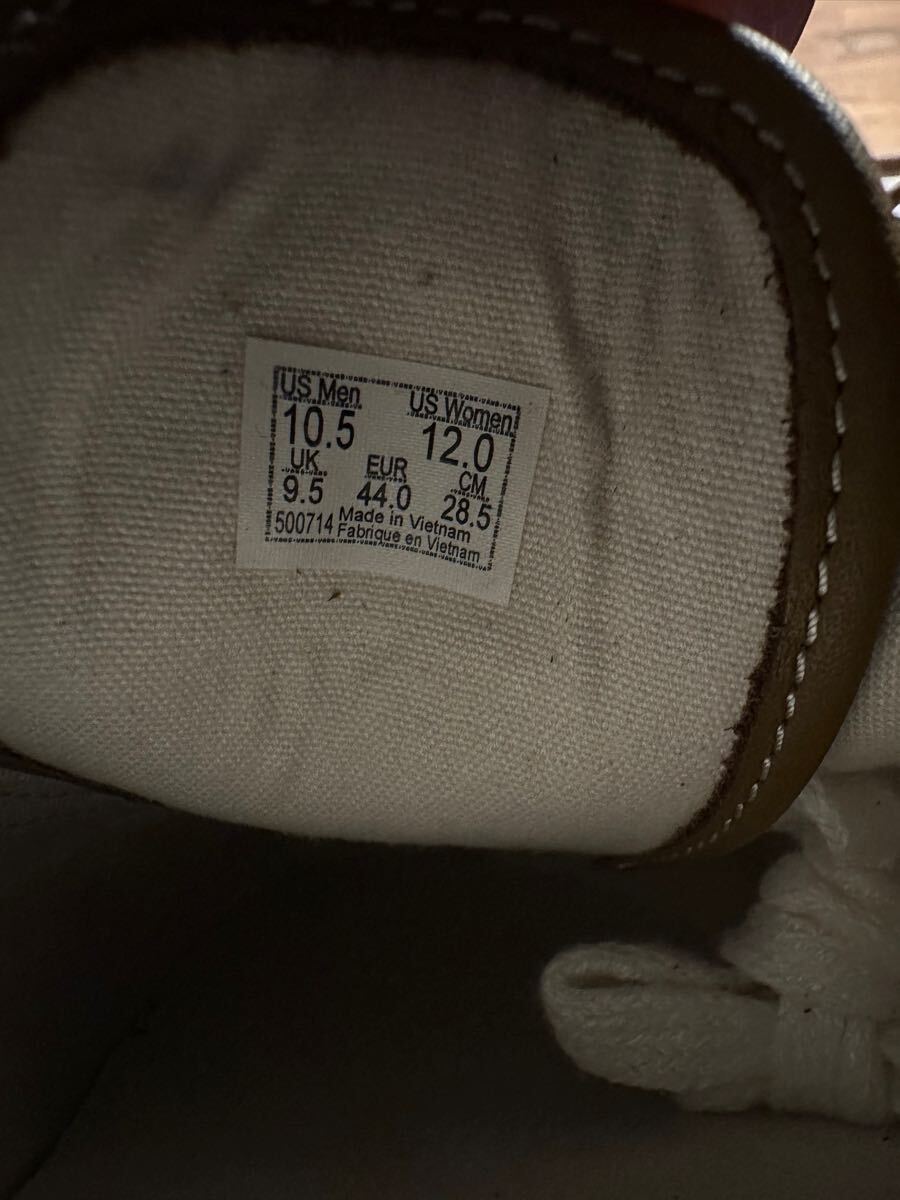 US Men US Women
10.5 12.0
UK EUR CM
9.5 44.0 28.5
500714 Made in Vietnam
Fabrique en Vietnam